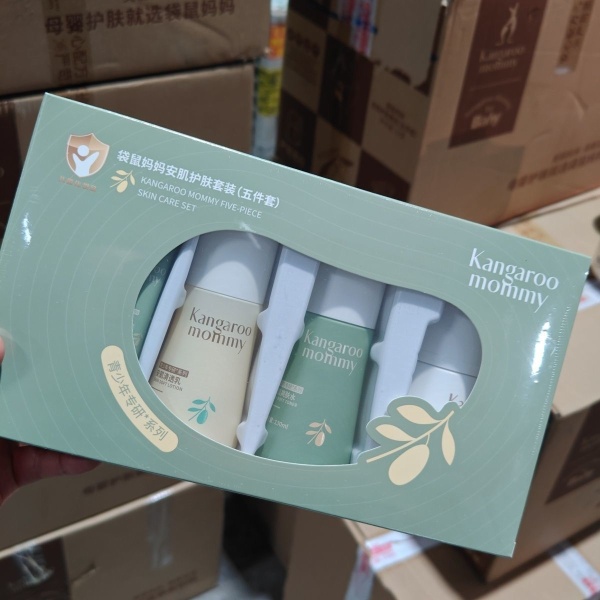 母婴护肤就选袋鼠妈妈
Kangaroo
mommy
袋鼠妈妈安肌护肤套装(五件套)
KANGAROO MOMMY FIVE-PIECE
SKIN CARE SET
Kangaroo
mommy
Kangaroo
mommy
Kangaroo
mommy
青少年专研*系列